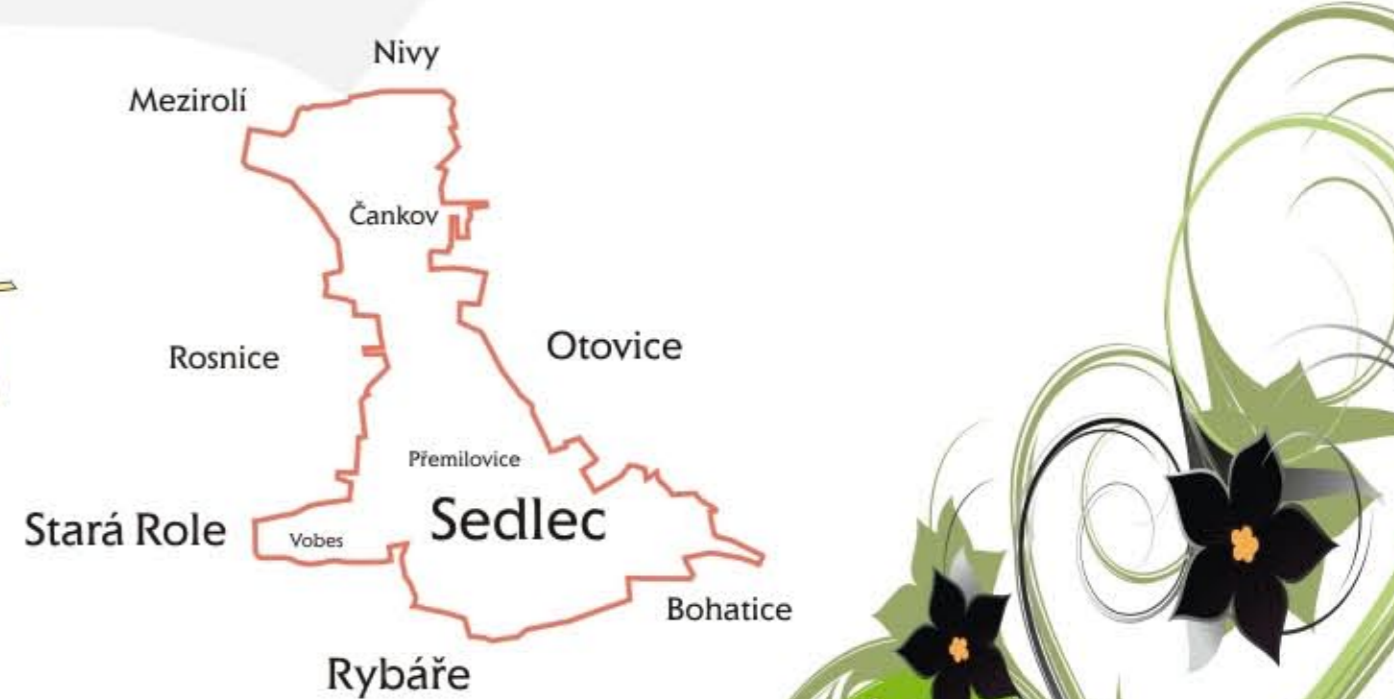 Nivy
Mezirolí
Čankov
Otovice
Rosnice
Přemilovice
Sedlec
Stará Role
Vobes
Bohatice
Rybáře